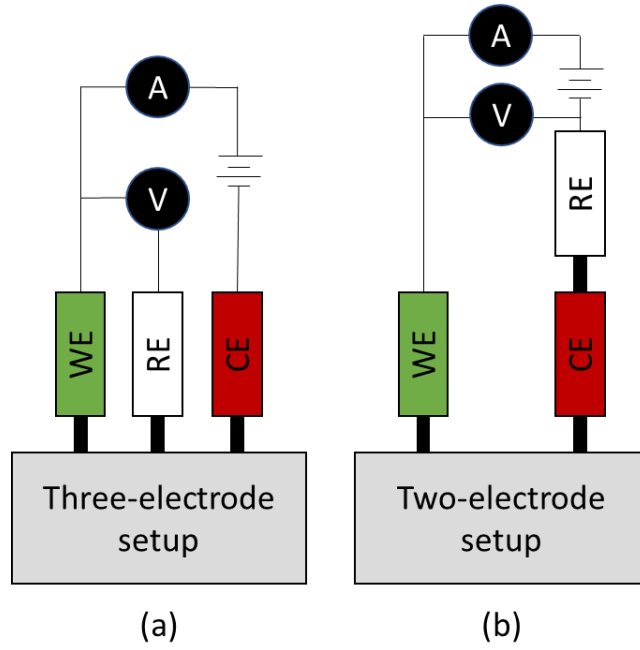 A
V
WE
RE
CE
Three-electrode
setup
(a)
A
V
RE
WE
CE
Two-electrode
setup
(b)